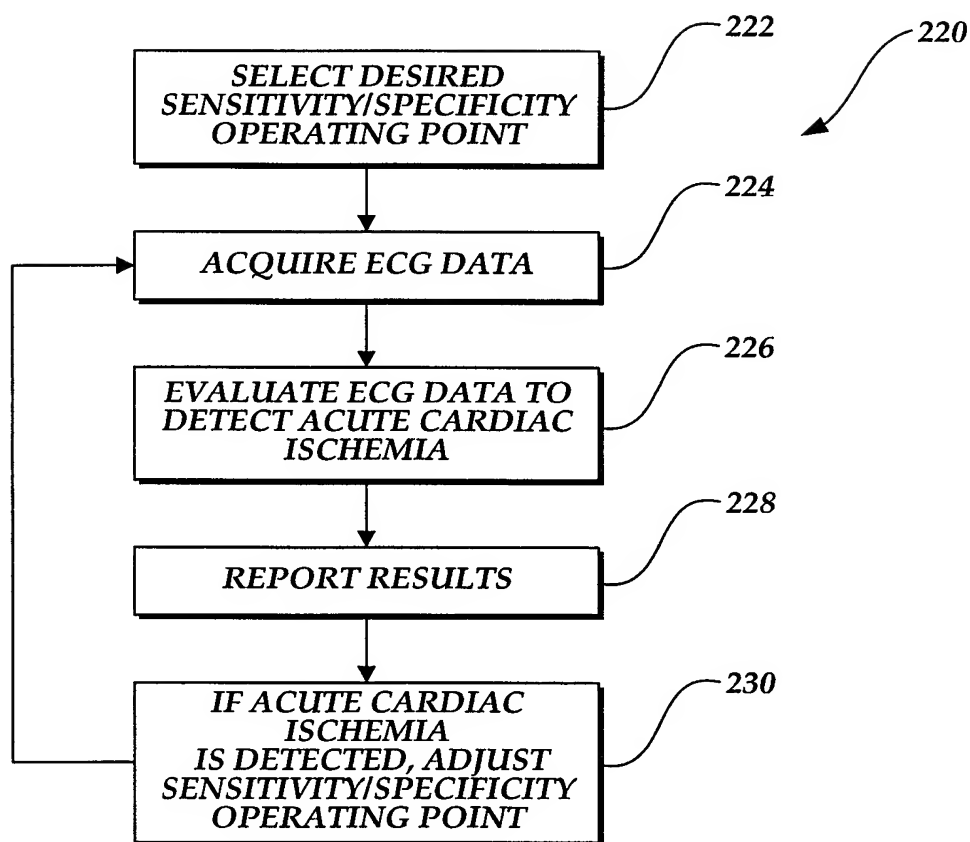 220
222
SELECT DESIRED
SENSITIVITY/SPECIFICITY
OPERATING POINT
224
ACQUIRE ECG DATA
226
EVALUATE ECG DATA TO
DETECT ACUTE CARDIAC
ISCHEMIA
228
REPORT RESULTS
230
IF ACUTE CARDIAC
ISCHEMIA
IS DETECTED, ADJUST
SENSITIVITY/SPECIFICITY
OPERATING POINT